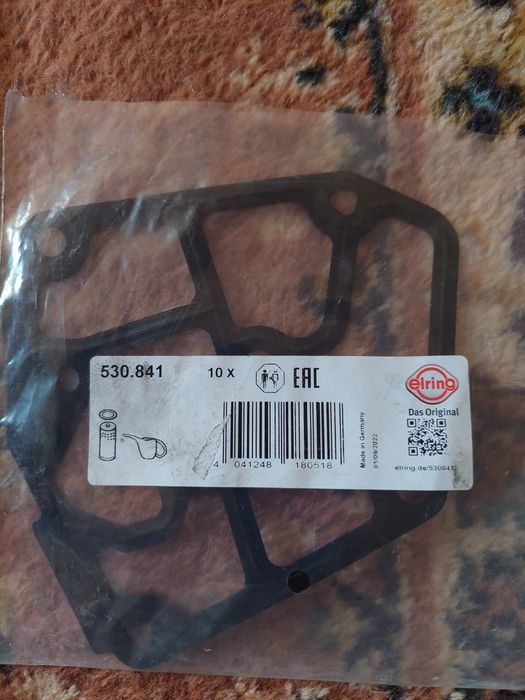 530.841
10 x
EAC
elring
Das Original
4 041248 180518
Made in Germany
01/09/2022
elring.de/530841